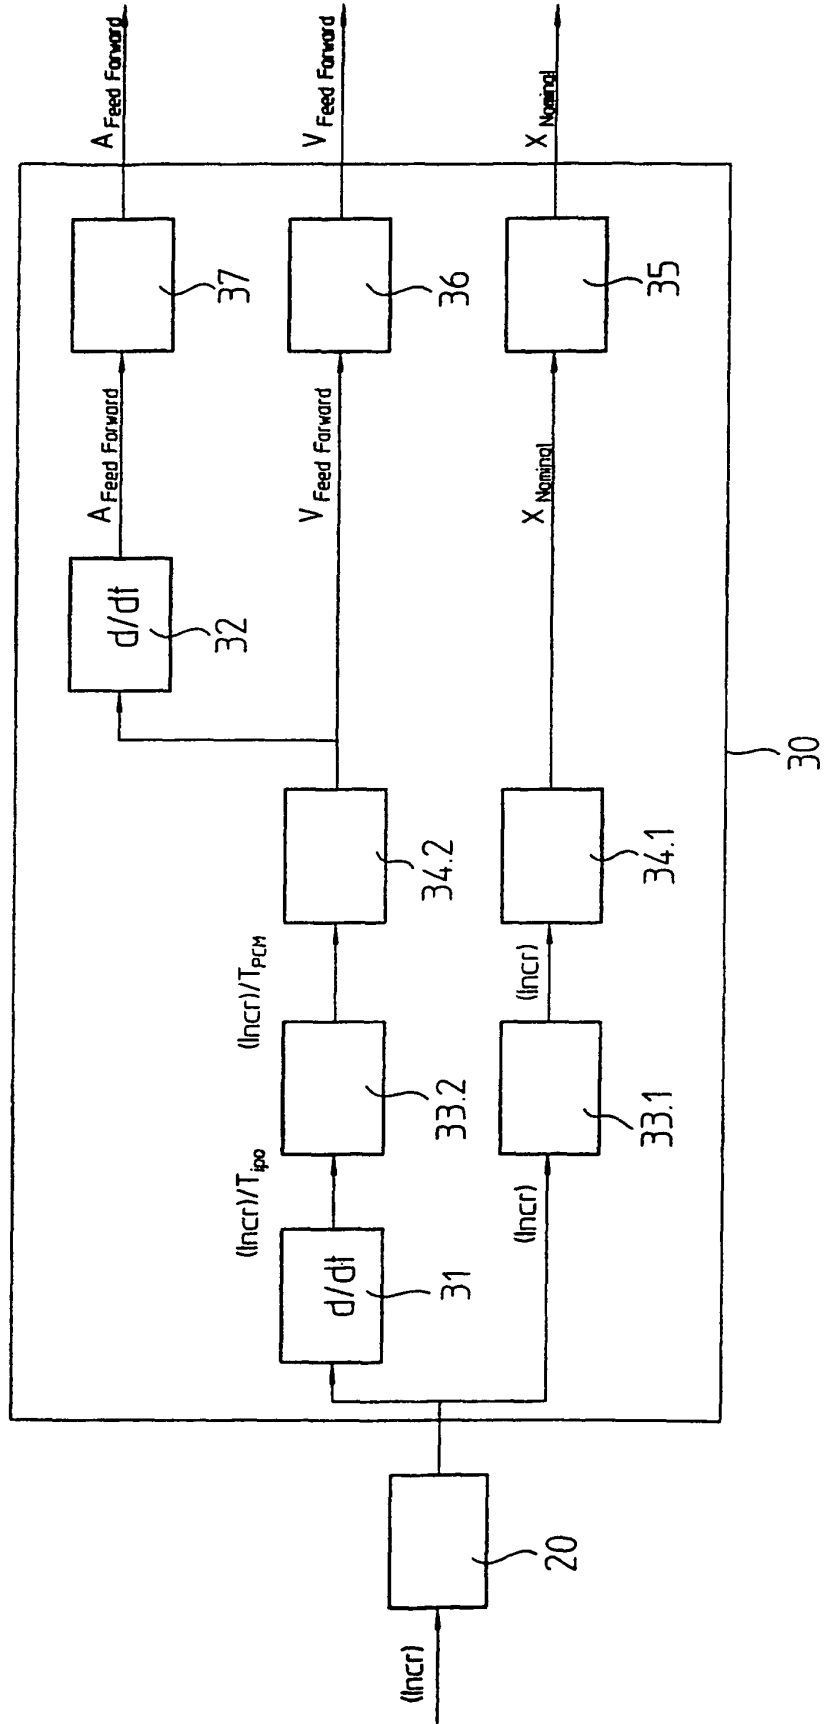 A Feed Forward
V Feed Forward
X Nominal
37
36
35
A Feed Forward
V Feed Forward
X Nominal
d/dt
32
30
34.2
34.1
(Incr)/T PCM
(Incr)
33.2
33.1
(Incr)/T ipo
(Incr)
d/dt
31
20
(Incr)